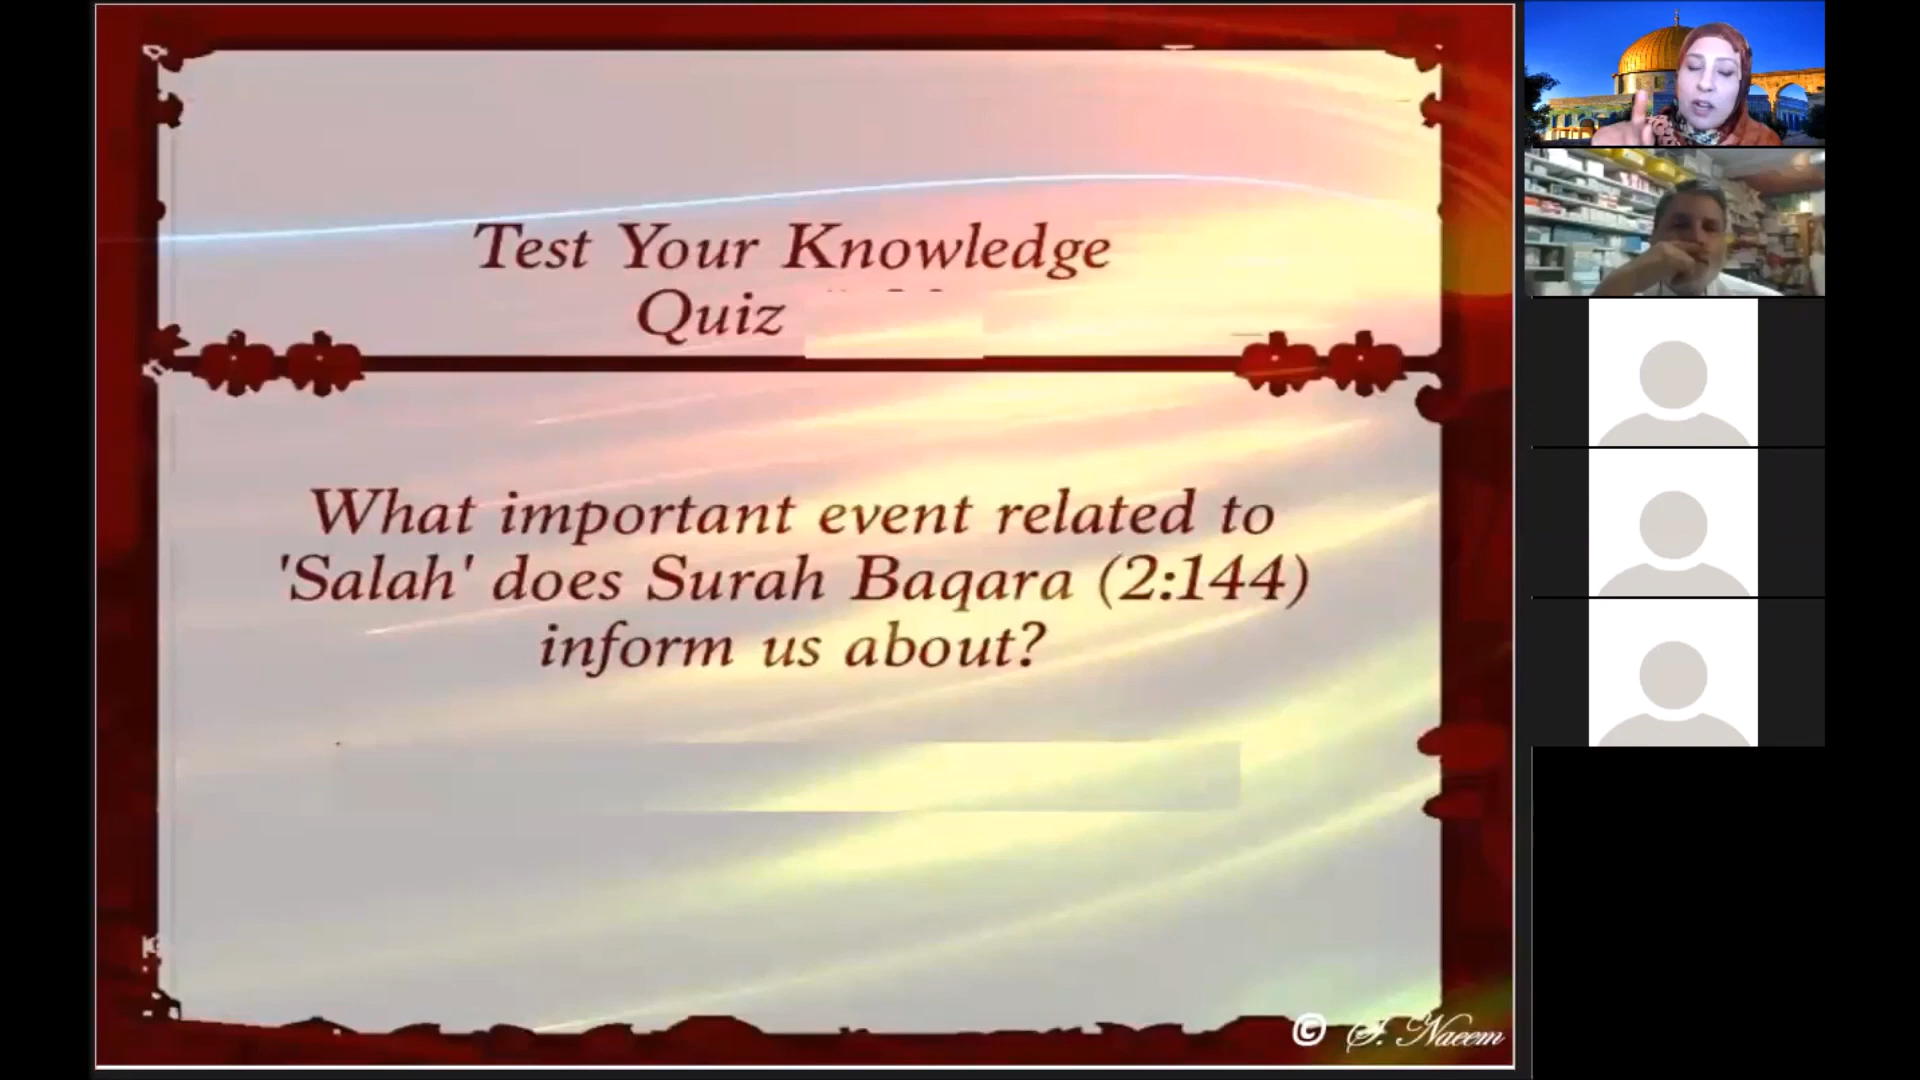 Test Your Knowledge
Quiz
What important event related to
'Salah' does Surah Baqara (2:144)
inform us about?
© S. Naeem